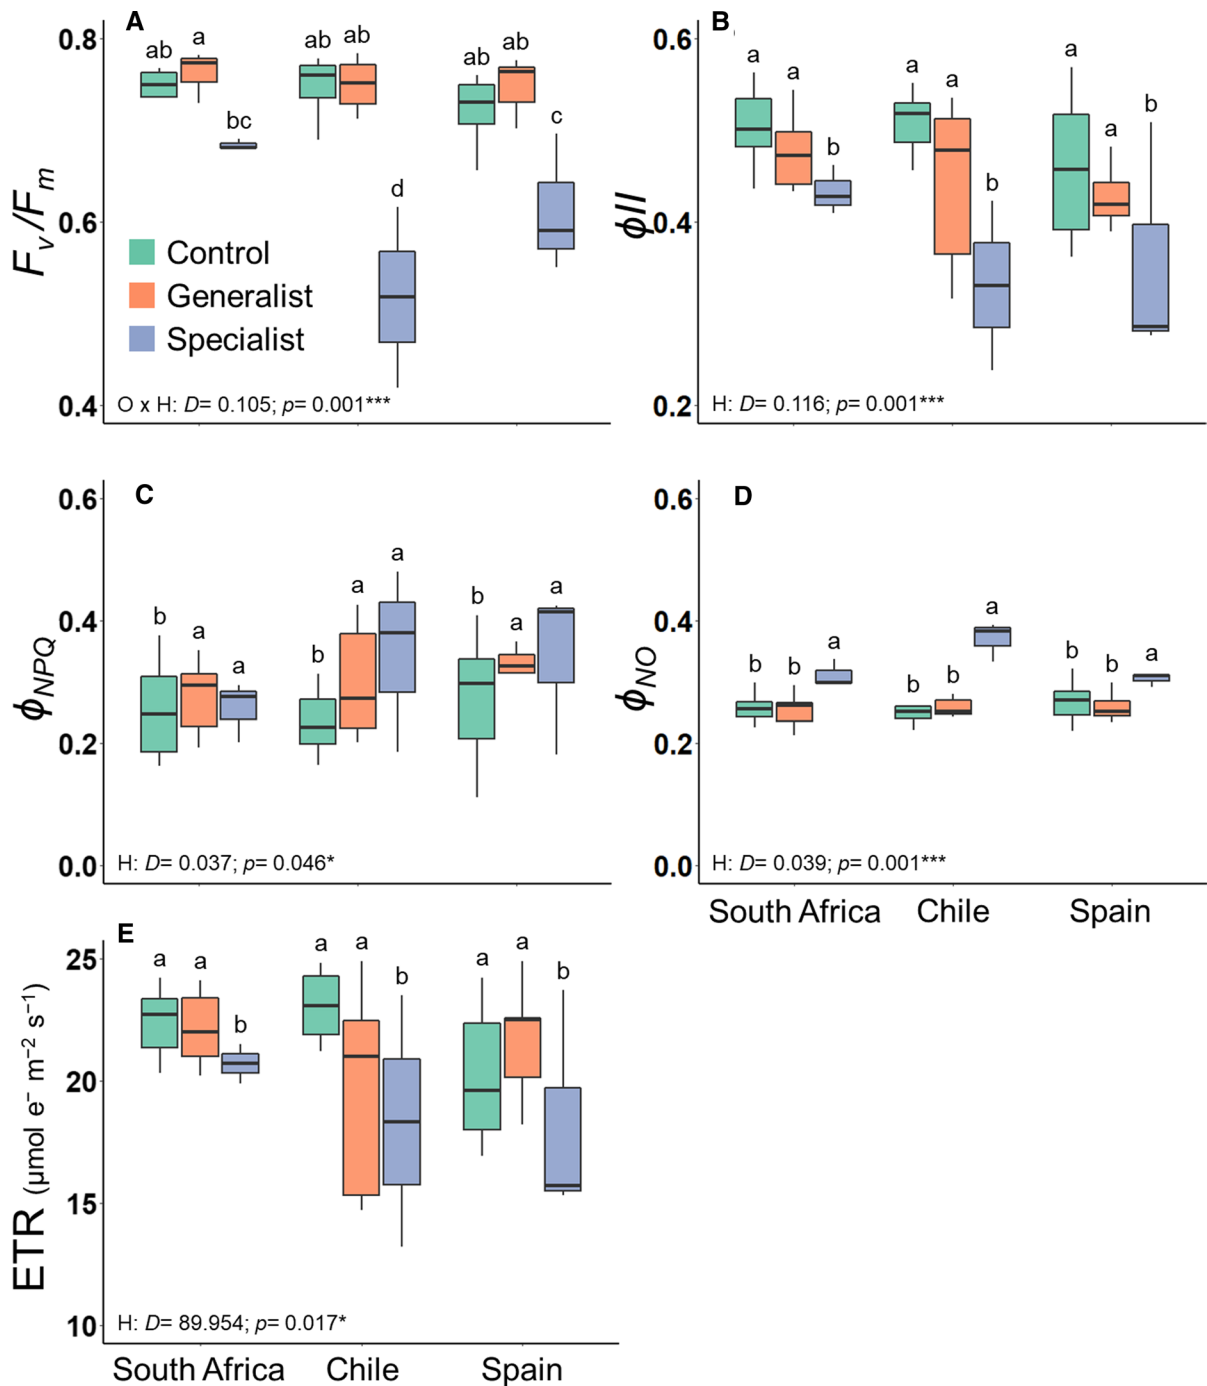 A
0.8
ab
a
bc
ab
ab
d
ab
ab
c
Fv/Fm
0.6
Control
Generalist
Specialist
0.4
O x H: D= 0.105; p= 0.001***
B
0.6
a
a
b
a
a
b
a
a
b
ϕII
0.4
0.2
H: D= 0.116; p= 0.001***
C
0.6
b
a
a
b
a
a
b
a
a
0.4
ϕNPQ
0.2
0.0
H: D= 0.037; p= 0.046*
D
0.6
b
b
a
b
b
a
b
b
a
0.4
ϕNO
0.2
0.0
H: D= 0.039; p= 0.001***
South Africa
Chile
Spain
E
25
a
a
b
a
a
b
a
a
b
ETR (μmol e⁻ m⁻² s⁻¹)
20
15
10
H: D= 89.954; p= 0.017*
South Africa
Chile
Spain